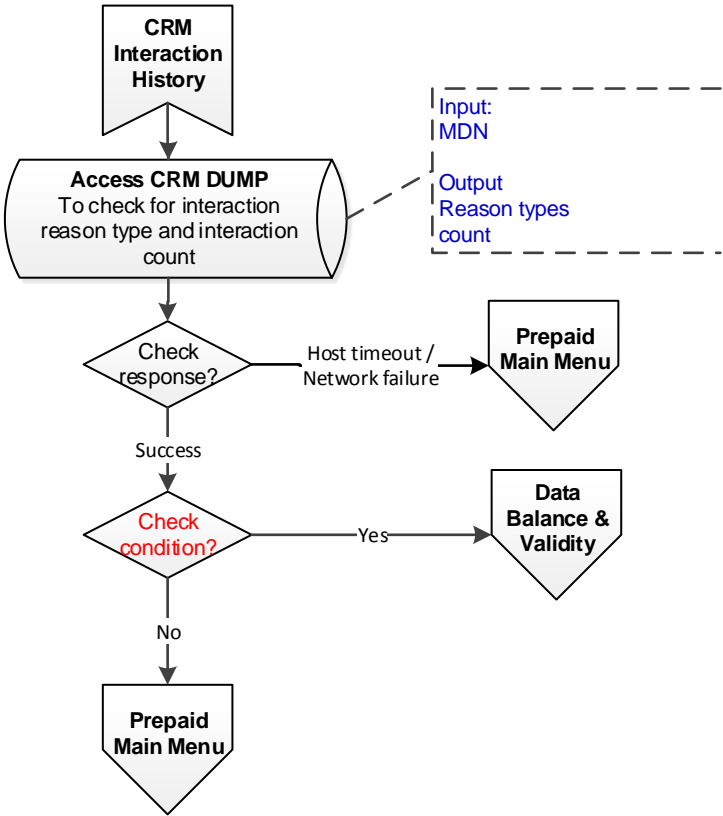 CRM
Interaction
History
Access CRM DUMP
To check for interaction
reason type and interaction
count
Input:
MDN
Output
Reason types
count
Check
response?
Host timeout /
Network failure
Prepaid
Main Menu
Success
Check
condition?
Yes
Data
Balance &
Validity
No
Prepaid
Main Menu